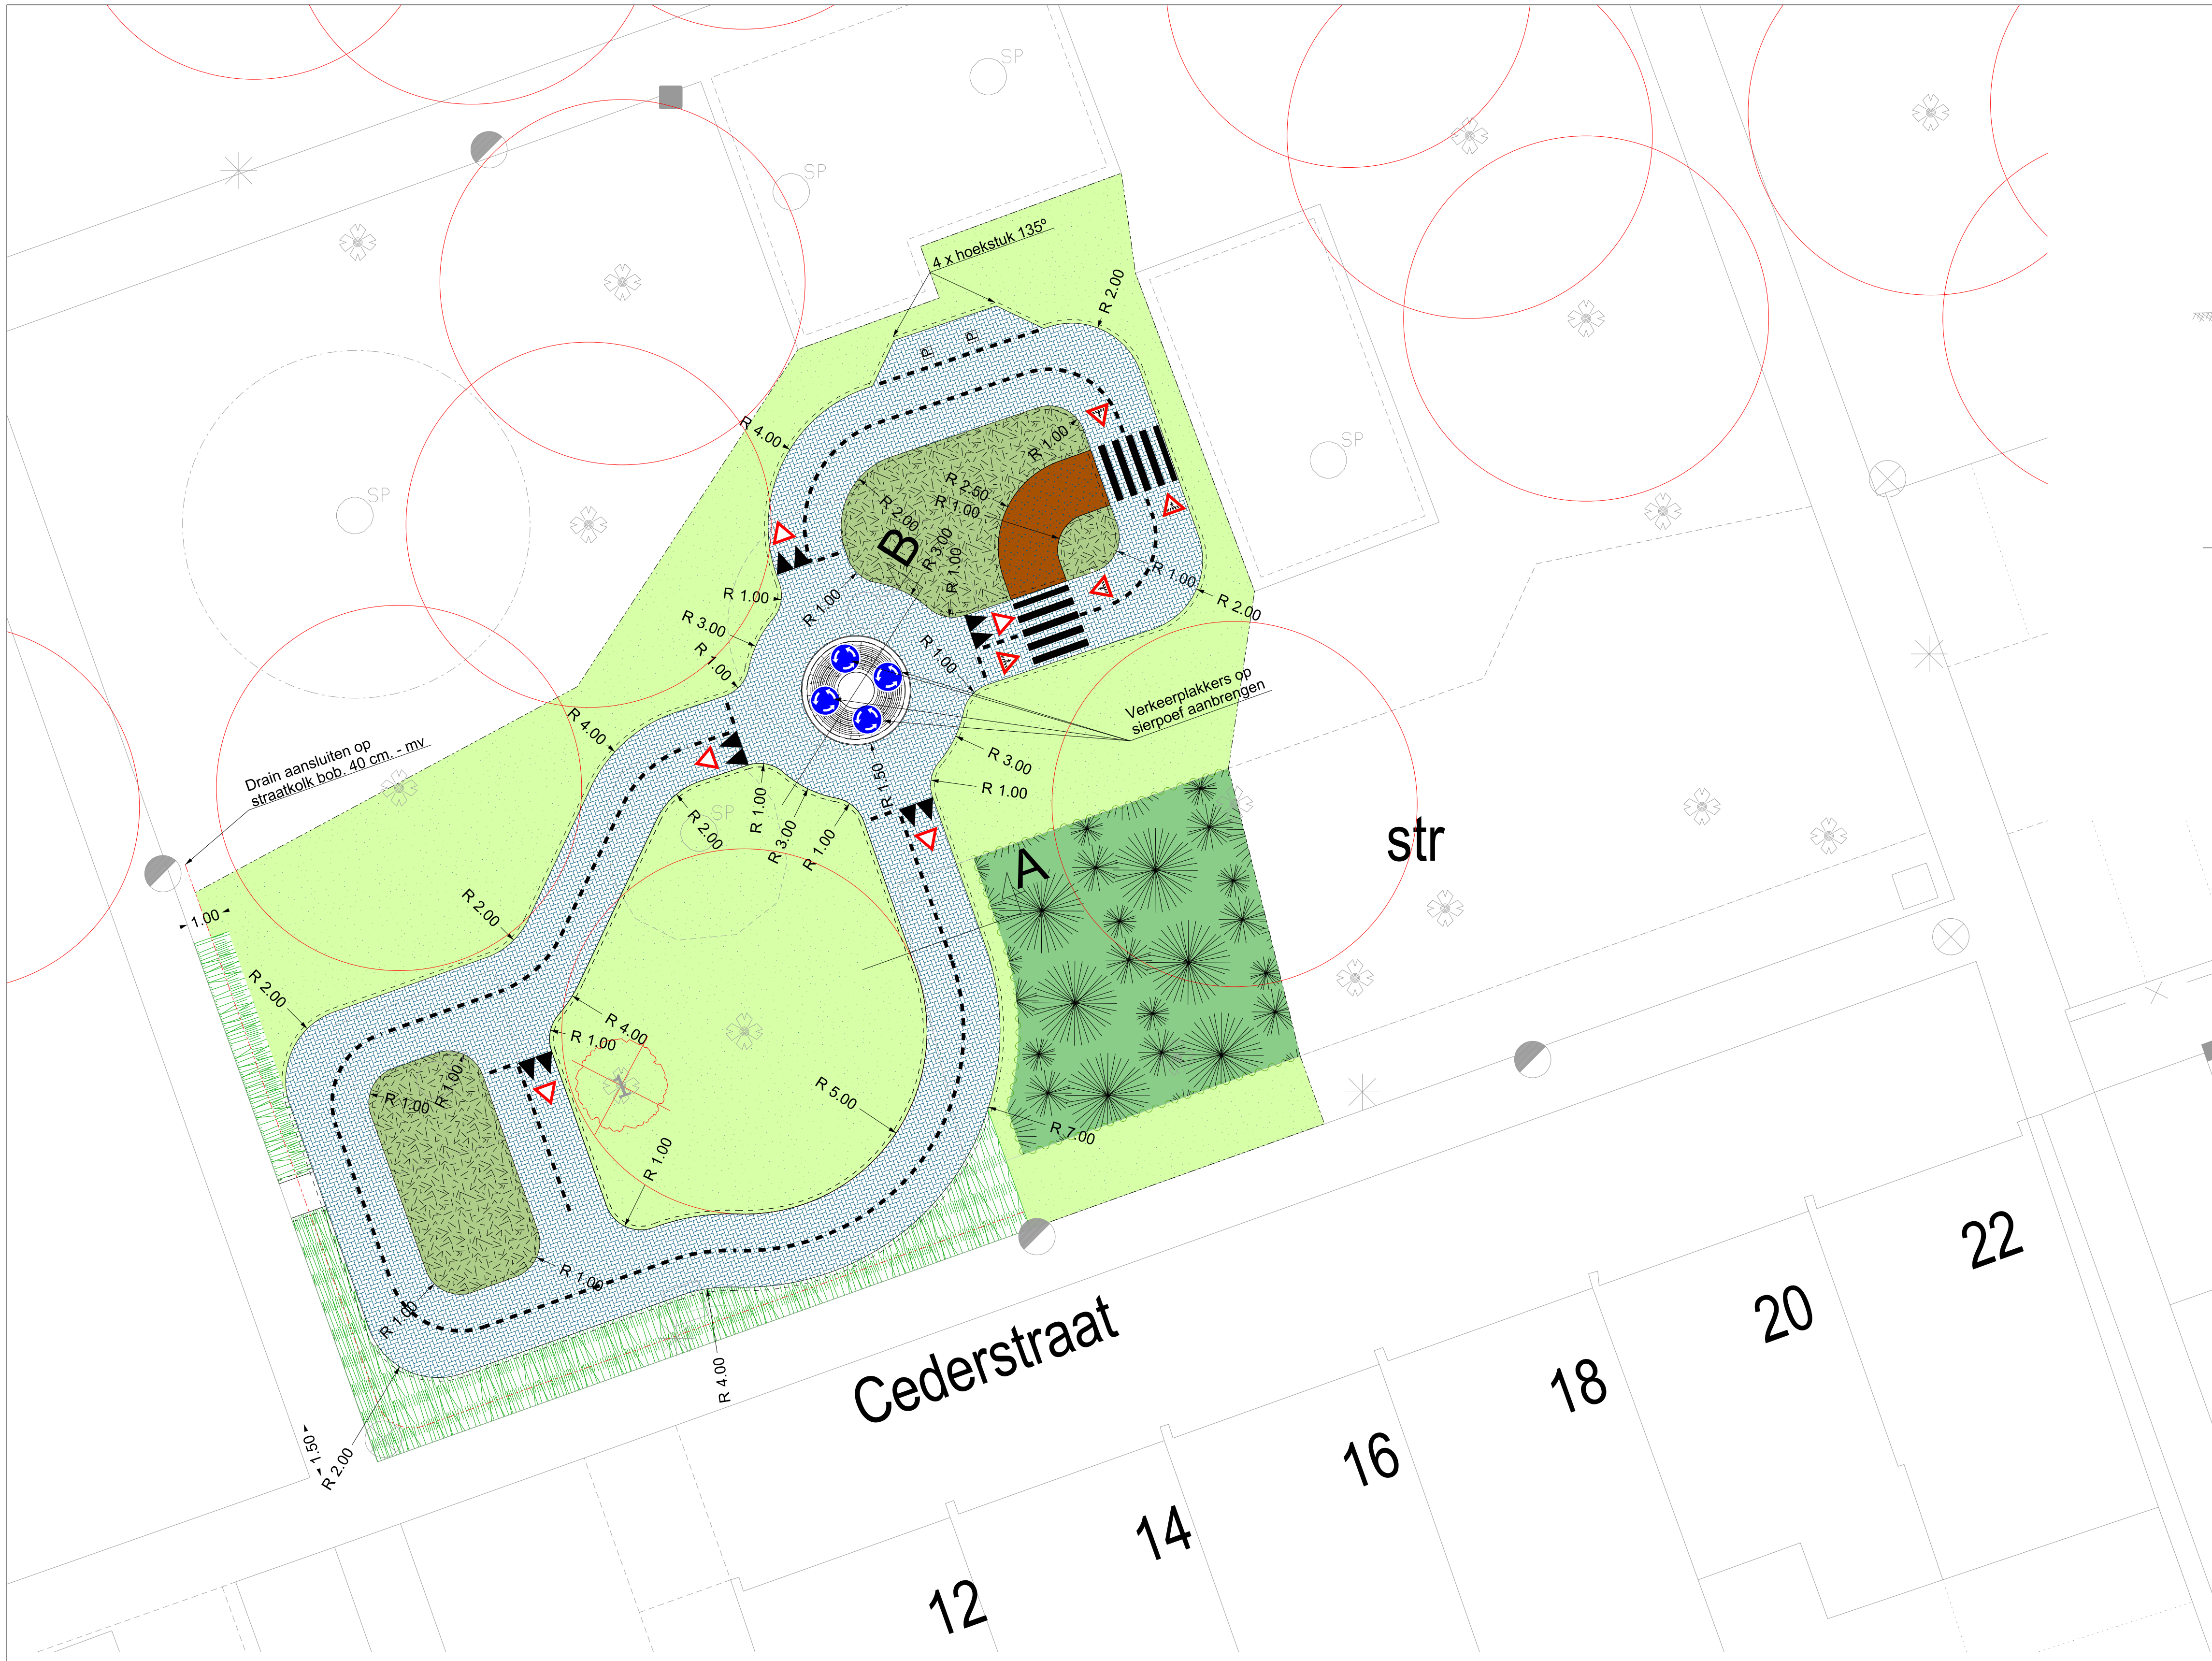 SP
SP
4 x hoekstuk 135º
R 2.00
P
P
R 4.00
R 1.00
SP
R 2.50
R 1.00
SP
R 2.00
B
R 3.00
R 1.00
R 1.00
R 1.00
R 1.00
R 2.00
R 3.00
R 1.00
R 1.00
Verkeerplakkers op
sierpoef aanbrengen
R 4.00
Drain aansluiten op
straatkolk bob. 40 cm. - mv
R 3.00
R 1.50
R 1.00
SP
R 1.00
R 2.00
R 3.00
R 1.00
str
A
1.00
R 2.00
R 2.00
R 4.00
R 1.00
R 1.00
R 1.00
1
R 5.00
R 7.00
R 1.00
R 1.00
R 1.00
R 4.00
1.50
R 2.00
Cederstraat
22
20
18
16
14
12